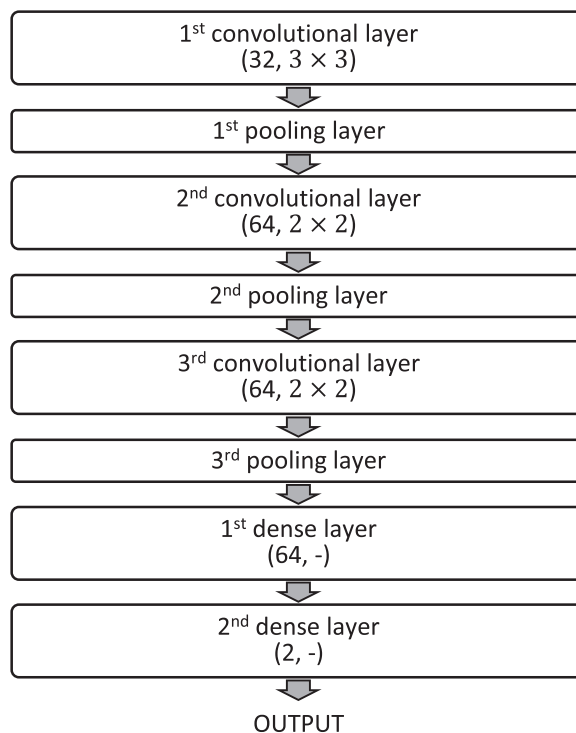 1st convolutional layer
(32, 3 × 3)
1st pooling layer
2nd convolutional layer
(64, 2 × 2)
2nd pooling layer
3rd convolutional layer
(64, 2 × 2)
3rd pooling layer
1st dense layer
(64, -)
2nd dense layer
(2, -)
OUTPUT